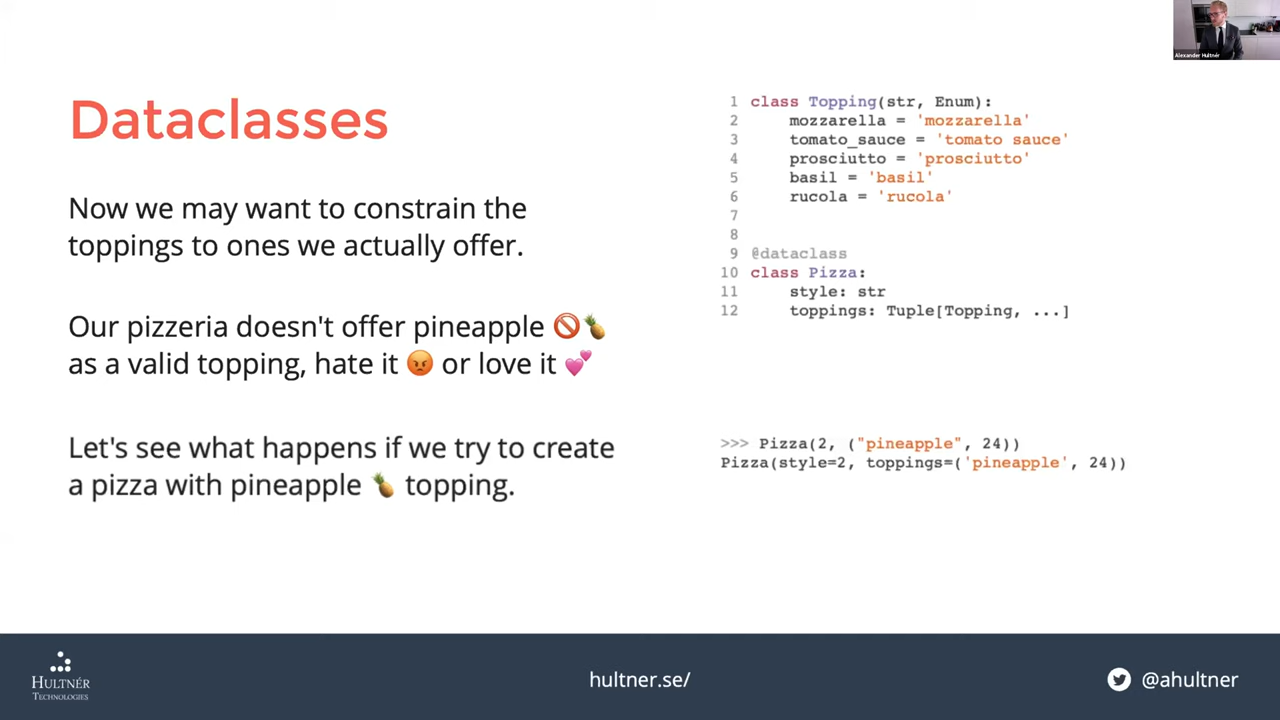 Alexander Hultnér
Dataclasses
Now we may want to constrain the
toppings to ones we actually offer.
Our pizzeria doesn't offer pineapple 🚫🍍
as a valid topping, hate it 😡 or love it 💕
Let's see what happens if we try to create
a pizza with pineapple 🍍 topping.
1 class Topping(str, Enum):
2     mozzarella = 'mozzarella'
3     tomato_sauce = 'tomato sauce'
4     prosciutto = 'prosciutto'
5     basil = 'basil'
6     rucola = 'rucola'
7
8
9 @dataclass
10 class Pizza:
11     style: str
12     toppings: Tuple[Topping, ...]
>>> Pizza(2, ("pineapple", 24))
Pizza(style=2, toppings=('pineapple', 24))
HULTNÉR
TECHNOLOGIES
hultner.se/
@ahultner